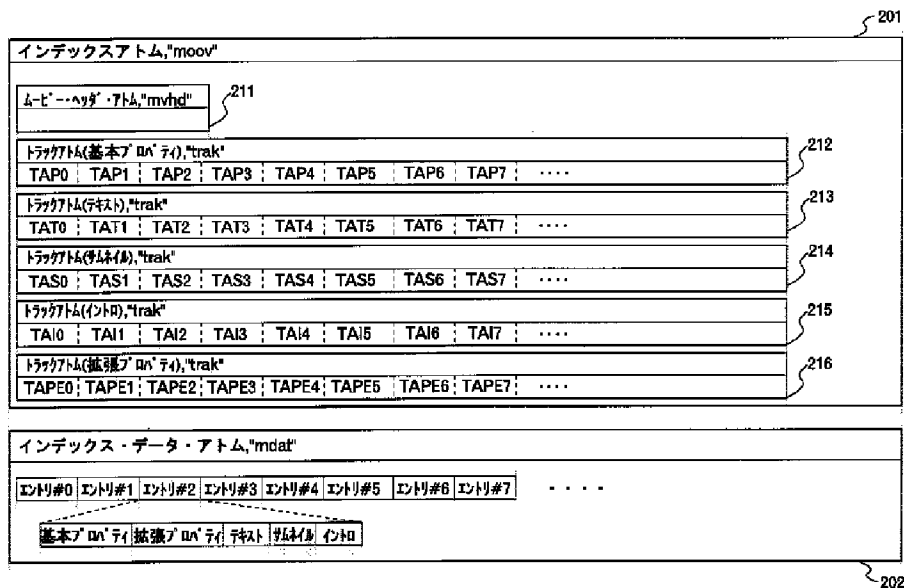 201
インデックスアトム,"moov"
ﾑｰﾋﾞｰ･ﾍｯﾀﾞ･ｱﾄﾑ,"mvhd"
211
ﾄﾗｯｸｱﾄﾑ(基本ﾌﾟﾛﾊﾟﾃｨ),"trak"
212
TAP0 TAP1 TAP2 TAP3 TAP4 TAP5 TAP6 TAP7 ····
ﾄﾗｯｸｱﾄﾑ(ﾃｷｽﾄ),"trak"
213
TAT0 TAT1 TAT2 TAT3 TAT4 TAT5 TAT6 TAT7 ····
ﾄﾗｯｸｱﾄﾑ(ｻﾑﾈｲﾙ),"trak"
214
TAS0 TAS1 TAS2 TAS3 TAS4 TAS5 TAS6 TAS7 ····
ﾄﾗｯｸｱﾄﾑ(ｲﾝﾄﾛ),"trak"
215
TAI0 TAI1 TAI2 TAI3 TAI4 TAI5 TAI6 TAI7 ····
ﾄﾗｯｸｱﾄﾑ(拡張ﾌﾟﾛﾊﾟﾃｨ),"trak"
216
TAPE0 TAPE1 TAPE2 TAPE3 TAPE4 TAPE5 TAPE6 TAPE7 ····
インデックス・データ・アトム,"mdat"
ｴﾝﾄﾘ#0 ｴﾝﾄﾘ#1 ｴﾝﾄﾘ#2 ｴﾝﾄﾘ#3 ｴﾝﾄﾘ#4 ｴﾝﾄﾘ#5 ｴﾝﾄﾘ#6 ｴﾝﾄﾘ#7 ····
基本ﾌﾟﾛﾊﾟﾃｨ 拡張ﾌﾟﾛﾊﾟﾃｨ ﾃｷｽﾄ ｻﾑﾈｲﾙ ｲﾝﾄﾛ
202